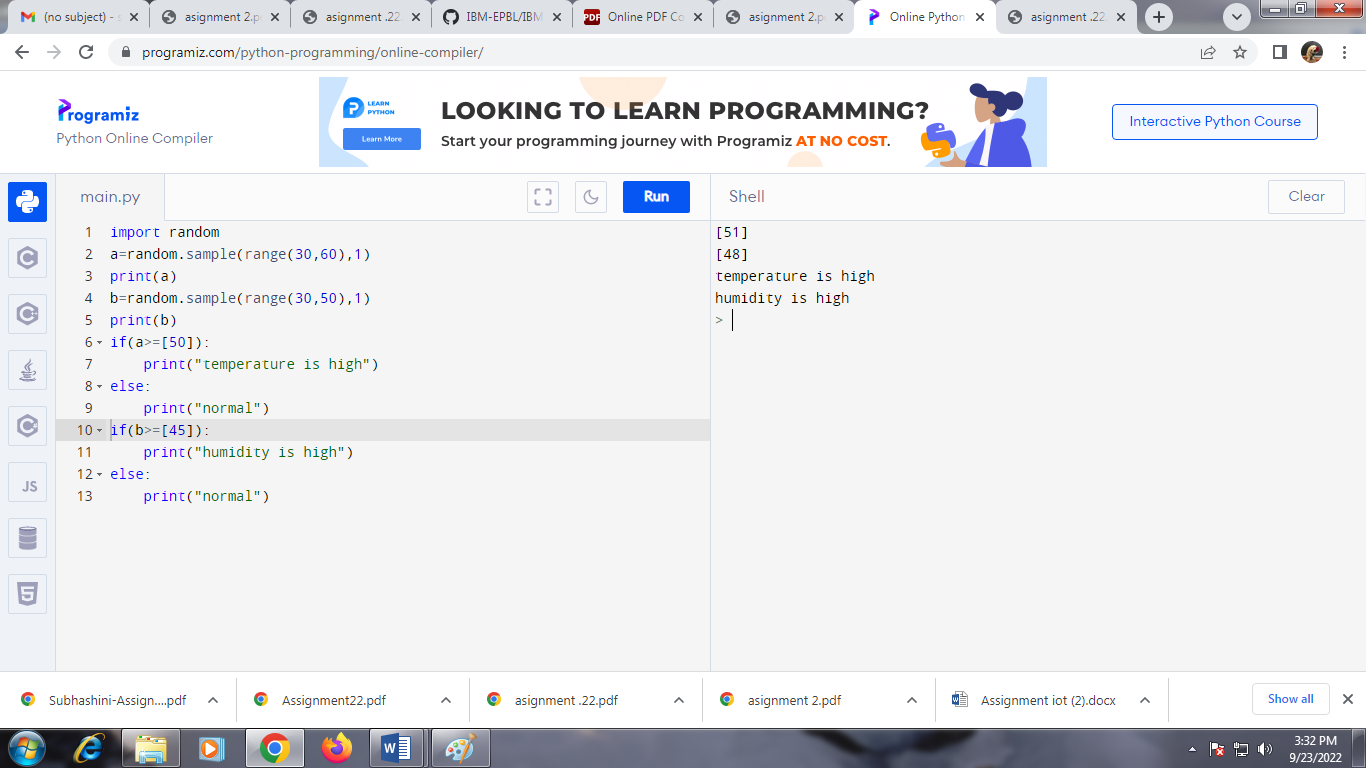 (no subject) - s
asignment 2.p
asignment .22.
IBM-EPBL/IBM
PDF Online PDF Co
asignment 2.p
Online Python
asignment .22.
programiz.com/python-programming/online-compiler/
Programiz
Python Online Compiler
LEARN
PYTHON
Learn More
LOOKING TO LEARN PROGRAMMING?
Start your programming journey with Programiz AT NO COST.
Interactive Python Course
main.py
Run
Shell
Clear
1 import random
2 a=random.sample(range(30,60),1)
3 print(a)
4 b=random.sample(range(30,50),1)
5 print(b)
6 if(a>=[50]):
7 print("temperature is high")
8 else:
9 print("normal")
10 if(b>=[45]):
11 print("humidity is high")
12 else:
13 print("normal")
[51]
[48]
temperature is high
humidity is high
>
JS
Subhashini-Assign....pdf
Assignment22.pdf
asignment .22.pdf
asignment 2.pdf
Assignment iot (2).docx
Show all
3:32 PM
9/23/2022